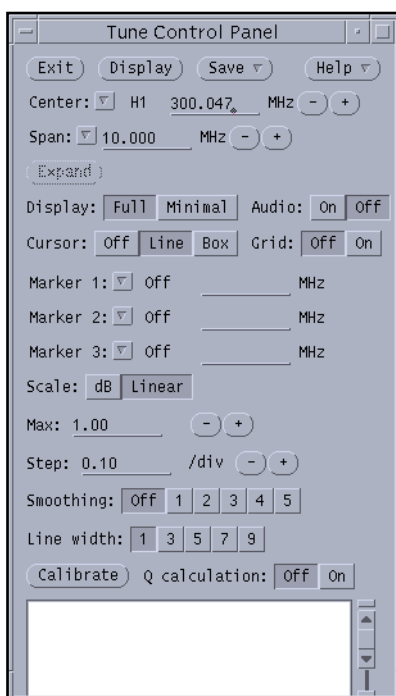 Tune Control Panel
Exit Display Save Help
Center: H1 300.047 MHz - +
Span: 10.000 MHz - +
Expand
Display: Full Minimal Audio: On Off
Cursor: Off Line Box Grid: Off On
Marker 1: Off MHz
Marker 2: Off MHz
Marker 3: Off MHz
Scale: dB Linear
Max: 1.00 - +
Step: 0.10 /div - +
Smoothing: Off 1 2 3 4 5
Line width: 1 3 5 7 9
Calibrate Q calculation: Off On